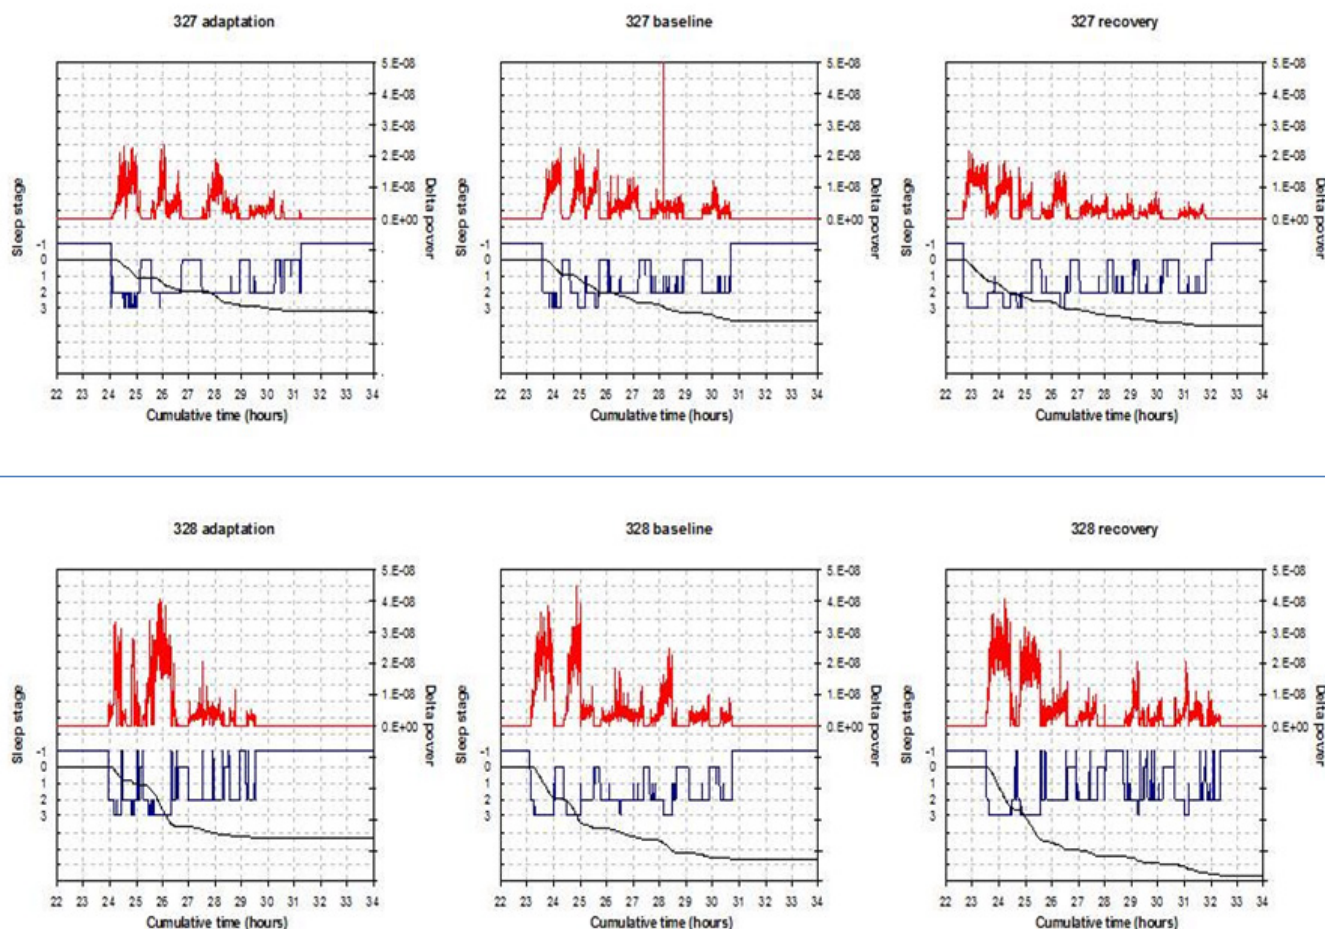 327 adaptation
5.E-08
4.E-08
3.E-08
2.E-08
1.E-08
0.E+00
-1
0
1
2
3
Sleep stage
Delta power
22 23 24 25 26 27 28 29 30 31 32 33 34
Cumulative time (hours)
327 baseline
5.E-08
4.E-08
3.E-08
2.E-08
1.E-08
0.E+00
-1
0
1
2
3
Sleep stage
Delta power
22 23 24 25 26 27 28 29 30 31 32 33 34
Cumulative time (hours)
327 recovery
5.E-08
4.E-08
3.E-08
2.E-08
1.E-08
0.E+00
-1
0
1
2
3
Sleep stage
Delta power
22 23 24 25 26 27 28 29 30 31 32 33 34
Cumulative time (hours)
328 adaptation
5.E-08
4.E-08
3.E-08
2.E-08
1.E-08
0.E+00
-1
0
1
2
3
Sleep stage
Delta power
22 23 24 25 26 27 28 29 30 31 32 33 34
Cumulative time (hours)
328 baseline
5.E-08
4.E-08
3.E-08
2.E-08
1.E-08
0.E+00
-1
0
1
2
3
Sleep stage
Delta power
22 23 24 25 26 27 28 29 30 31 32 33 34
Cumulative time (hours)
328 recovery
5.E-08
4.E-08
3.E-08
2.E-08
1.E-08
0.E+00
-1
0
1
2
3
Sleep stage
Delta power
22 23 24 25 26 27 28 29 30 31 32 33 34
Cumulative time (hours)